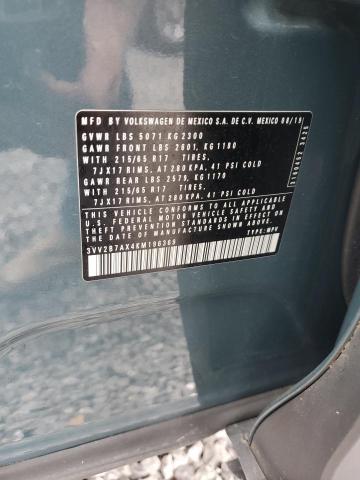 MFD. BY VOLKSWAGEN DE MEXICO S.A. DE C.V. MEXICO 08/19
GVWR LBS 5071 KG 2300
GAWR FRONT LBS 2601, KG 1180
WITH 215/65 R17 TIRES,
7JX17 RIMS, AT 280 KPA, 41 PSI COLD
GAWR REAR LBS 2579, KG 1170
WITH 215/65 R17 TIRES,
7JX17 RIMS, AT 280 KPA, 41 PSI COLD
THIS VEHICLE CONFORMS TO ALL APPLICABLE
U.S. FEDERAL MOTOR VEHICLE SAFETY AND
THEFT PREVENTION STANDARDS IN EFFECT ON
THE DATE OF MANUFACTURE SHOWN ABOVE.
3VV2B7AX4KM196369 TYPE: MPV